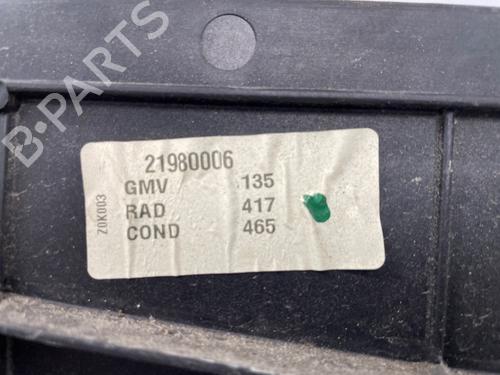 B-PARTS
21980006
GMV 135
RAD 417
COND 465
Z0K003